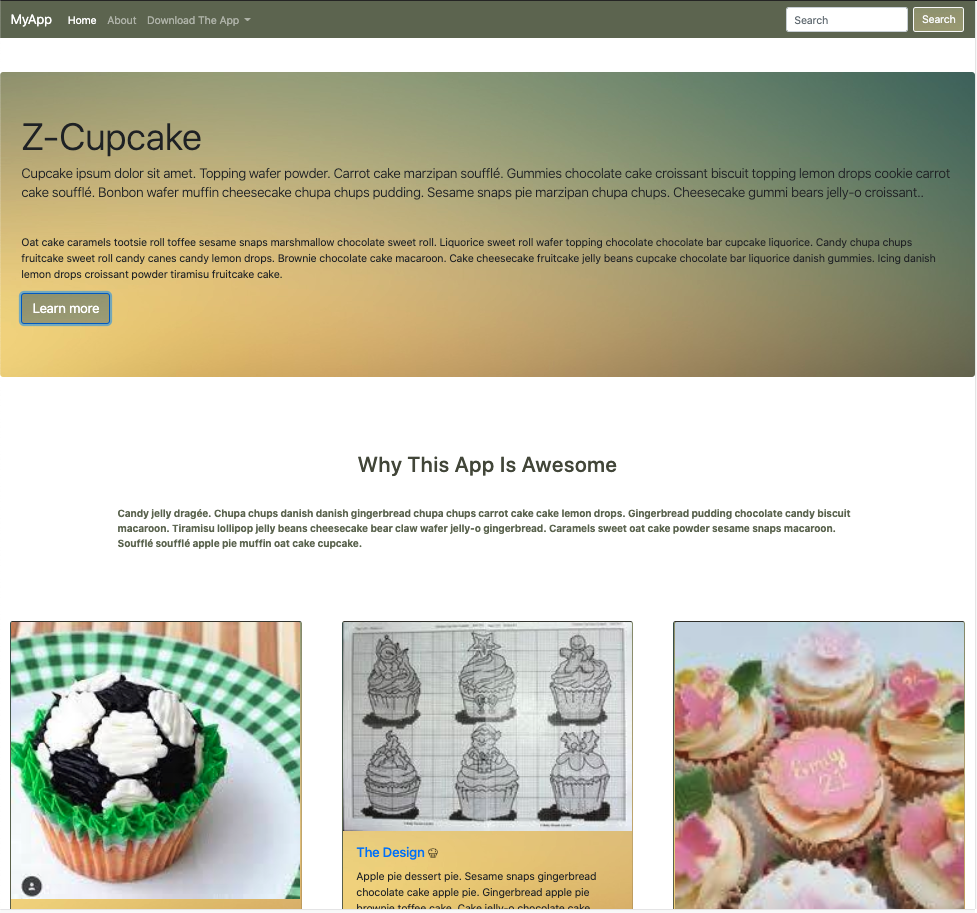 MyApp Home About Download The App Search Search
Z-Cupcake
Cupcake ipsum dolor sit amet. Topping wafer powder. Carrot cake marzipan soufflé. Gummies chocolate cake croissant biscuit topping lemon drops cookie carrot
cake soufflé. Bonbon wafer muffin cheesecake chupa chups pudding. Sesame snaps pie marzipan chupa chups. Cheesecake gummi bears jelly-o croissant..
Oat cake caramels tootsie roll toffee sesame snaps marshmallow chocolate sweet roll. Liquorice sweet roll wafer topping chocolate chocolate bar cupcake liquorice. Candy chupa chups
fruitcake sweet roll candy canes candy lemon drops. Brownie chocolate cake macaroon. Cake cheesecake fruitcake jelly beans cupcake chocolate bar liquorice danish gummies. Icing danish
lemon drops croissant powder tiramisu fruitcake cake.
Learn more
Why This App Is Awesome
Candy jelly dragée. Chupa chups danish danish gingerbread chupa chups carrot cake cake lemon drops. Gingerbread pudding chocolate candy biscuit
macaroon. Tiramisu lollipop jelly beans cheesecake bear claw wafer jelly-o gingerbread. Caramels sweet oat cake powder sesame snaps macaroon.
Soufflé soufflé apple pie muffin oat cake cupcake.
Emily
21
The Design
Apple pie dessert pie. Sesame snaps gingerbread
chocolate cake apple pie. Gingerbread apple pie
brownie toffee cake. Cake jelly-o chocolate cake